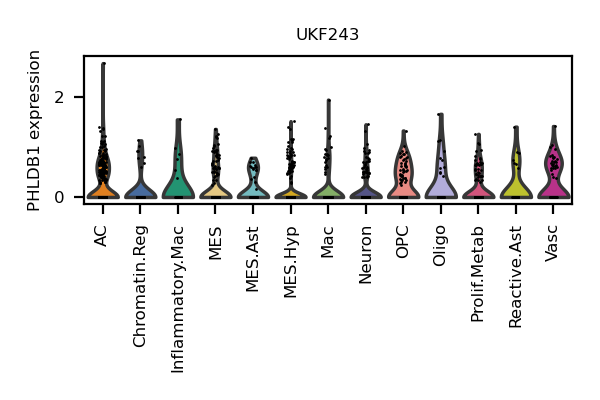 UKF243
PHLDB1 expression
2
0
AC
Chromatin.Reg
Inflammatory.Mac
MES
MES.Ast
MES.Hyp
Mac
Neuron
OPC
Oligo
Prolif.Metab
Reactive.Ast
Vasc